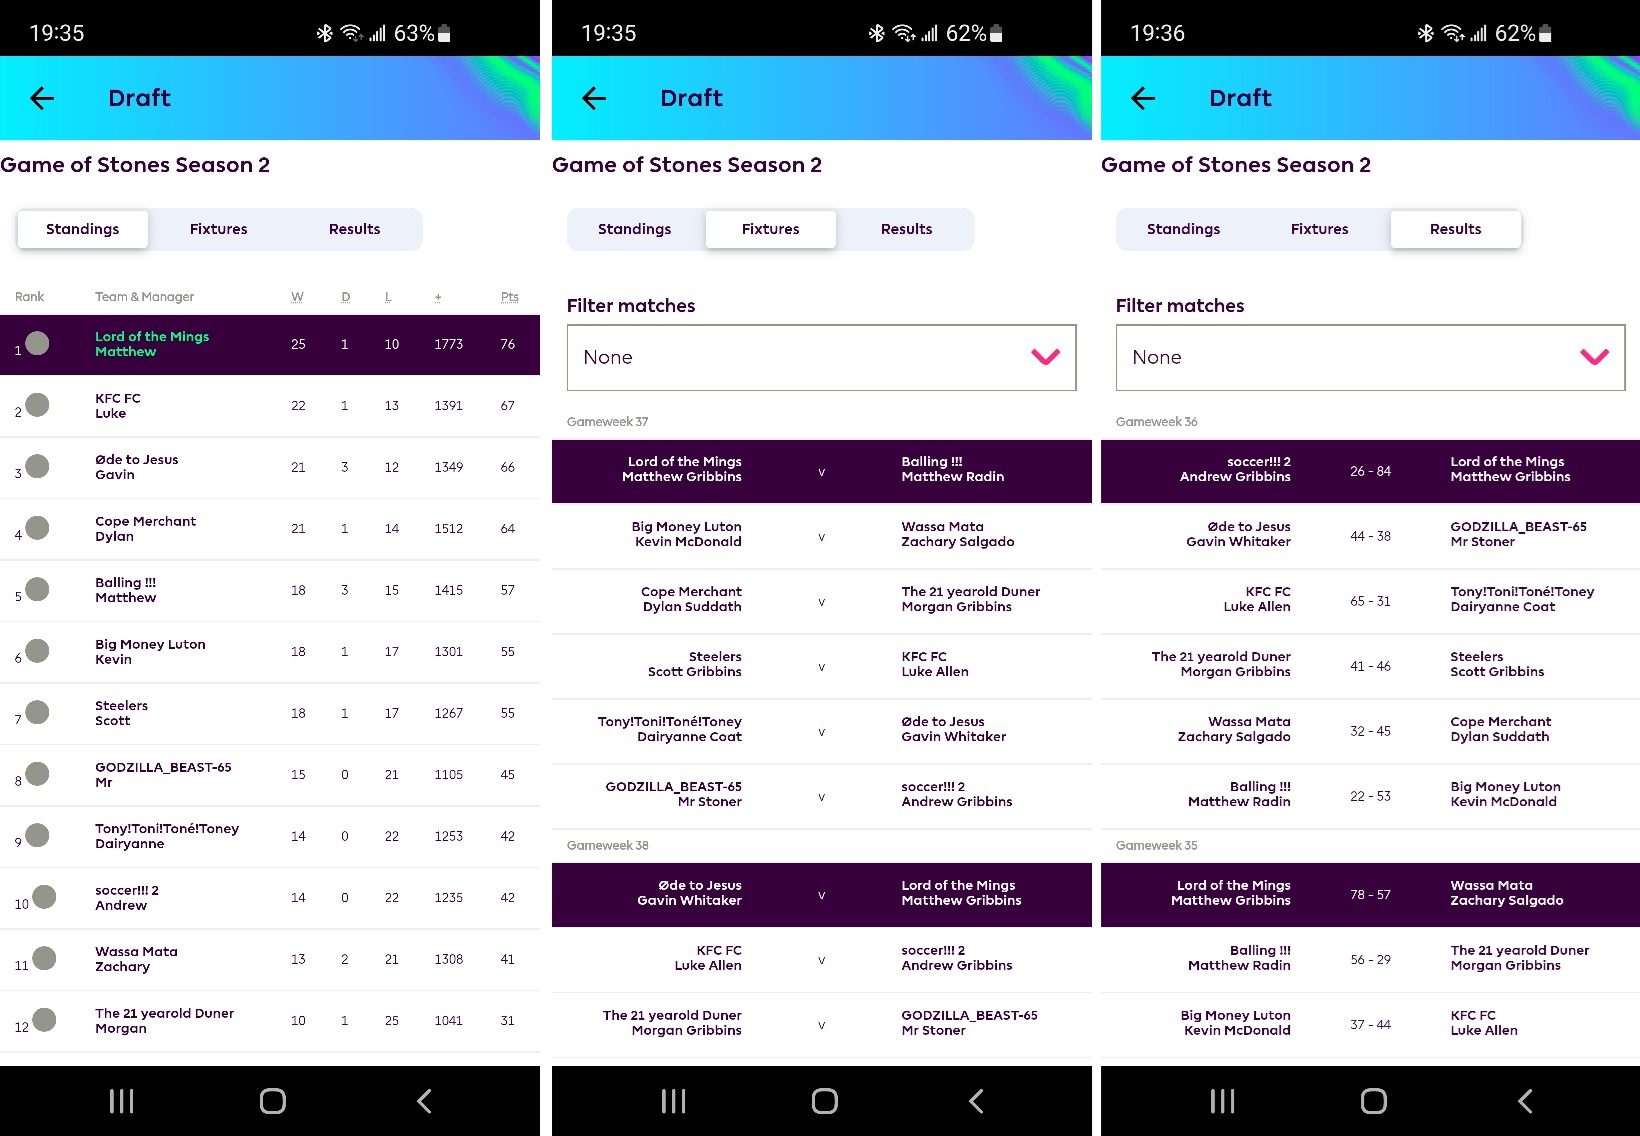 19:35 63%
Draft
Game of Stones Season 2
Standings Fixtures Results
Rank Team & Manager W D L + Pts
1 Lord of the Mings Matthew 25 1 10 1773 76
2 KFC FC Luke 22 1 13 1391 67
3 Øde to Jesus Gavin 21 3 12 1349 66
4 Cope Merchant Dylan 21 1 14 1512 64
5 Balling !!! Matthew 18 3 15 1415 57
6 Big Money Luton Kevin 18 1 17 1301 55
7 Steelers Scott 18 1 17 1267 55
8 GODZILLA_BEAST-65 Mr 15 0 21 1105 45
9 Tony!Toni!Toné!Toney Dairyanne 14 0 22 1253 42
10 soccer!!! 2 Andrew 14 0 22 1235 42
11 Wassa Mata Zachary 13 2 21 1308 41
12 The 21 yearold Duner Morgan 10 1 25 1041 31
19:35 62%
Draft
Game of Stones Season 2
Standings Fixtures Results
Filter matches
None
Gameweek 37
Lord of the Mings Matthew Gribbins v Balling !!! Matthew Radin
Big Money Luton Kevin McDonald v Wassa Mata Zachary Salgado
Cope Merchant Dylan Suddath v The 21 yearold Duner Morgan Gribbins
Steelers Scott Gribbins v KFC FC Luke Allen
Tony!Toni!Toné!Toney Dairyanne Coat v Øde to Jesus Gavin Whitaker
GODZILLA_BEAST-65 Mr Stoner v soccer!!! 2 Andrew Gribbins
Gameweek 38
Øde to Jesus Gavin Whitaker v Lord of the Mings Matthew Gribbins
KFC FC Luke Allen v soccer!!! 2 Andrew Gribbins
The 21 yearold Duner Morgan Gribbins v GODZILLA_BEAST-65 Mr Stoner
19:36 62%
Draft
Game of Stones Season 2
Standings Fixtures Results
Filter matches
None
Gameweek 36
soccer!!! 2 Andrew Gribbins 26 - 84 Lord of the Mings Matthew Gribbins
Øde to Jesus Gavin Whitaker 44 - 38 GODZILLA_BEAST-65 Mr Stoner
KFC FC Luke Allen 65 - 31 Tony!Toni!Toné!Toney Dairyanne Coat
The 21 yearold Duner Morgan Gribbins 41 - 46 Steelers Scott Gribbins
Wassa Mata Zachary Salgado 32 - 45 Cope Merchant Dylan Suddath
Balling !!! Matthew Radin 22 - 53 Big Money Luton Kevin McDonald
Gameweek 35
Lord of the Mings Matthew Gribbins 78 - 57 Wassa Mata Zachary Salgado
Balling !!! Matthew Radin 56 - 29 The 21 yearold Duner Morgan Gribbins
Big Money Luton Kevin McDonald 37 - 44 KFC FC Luke Allen